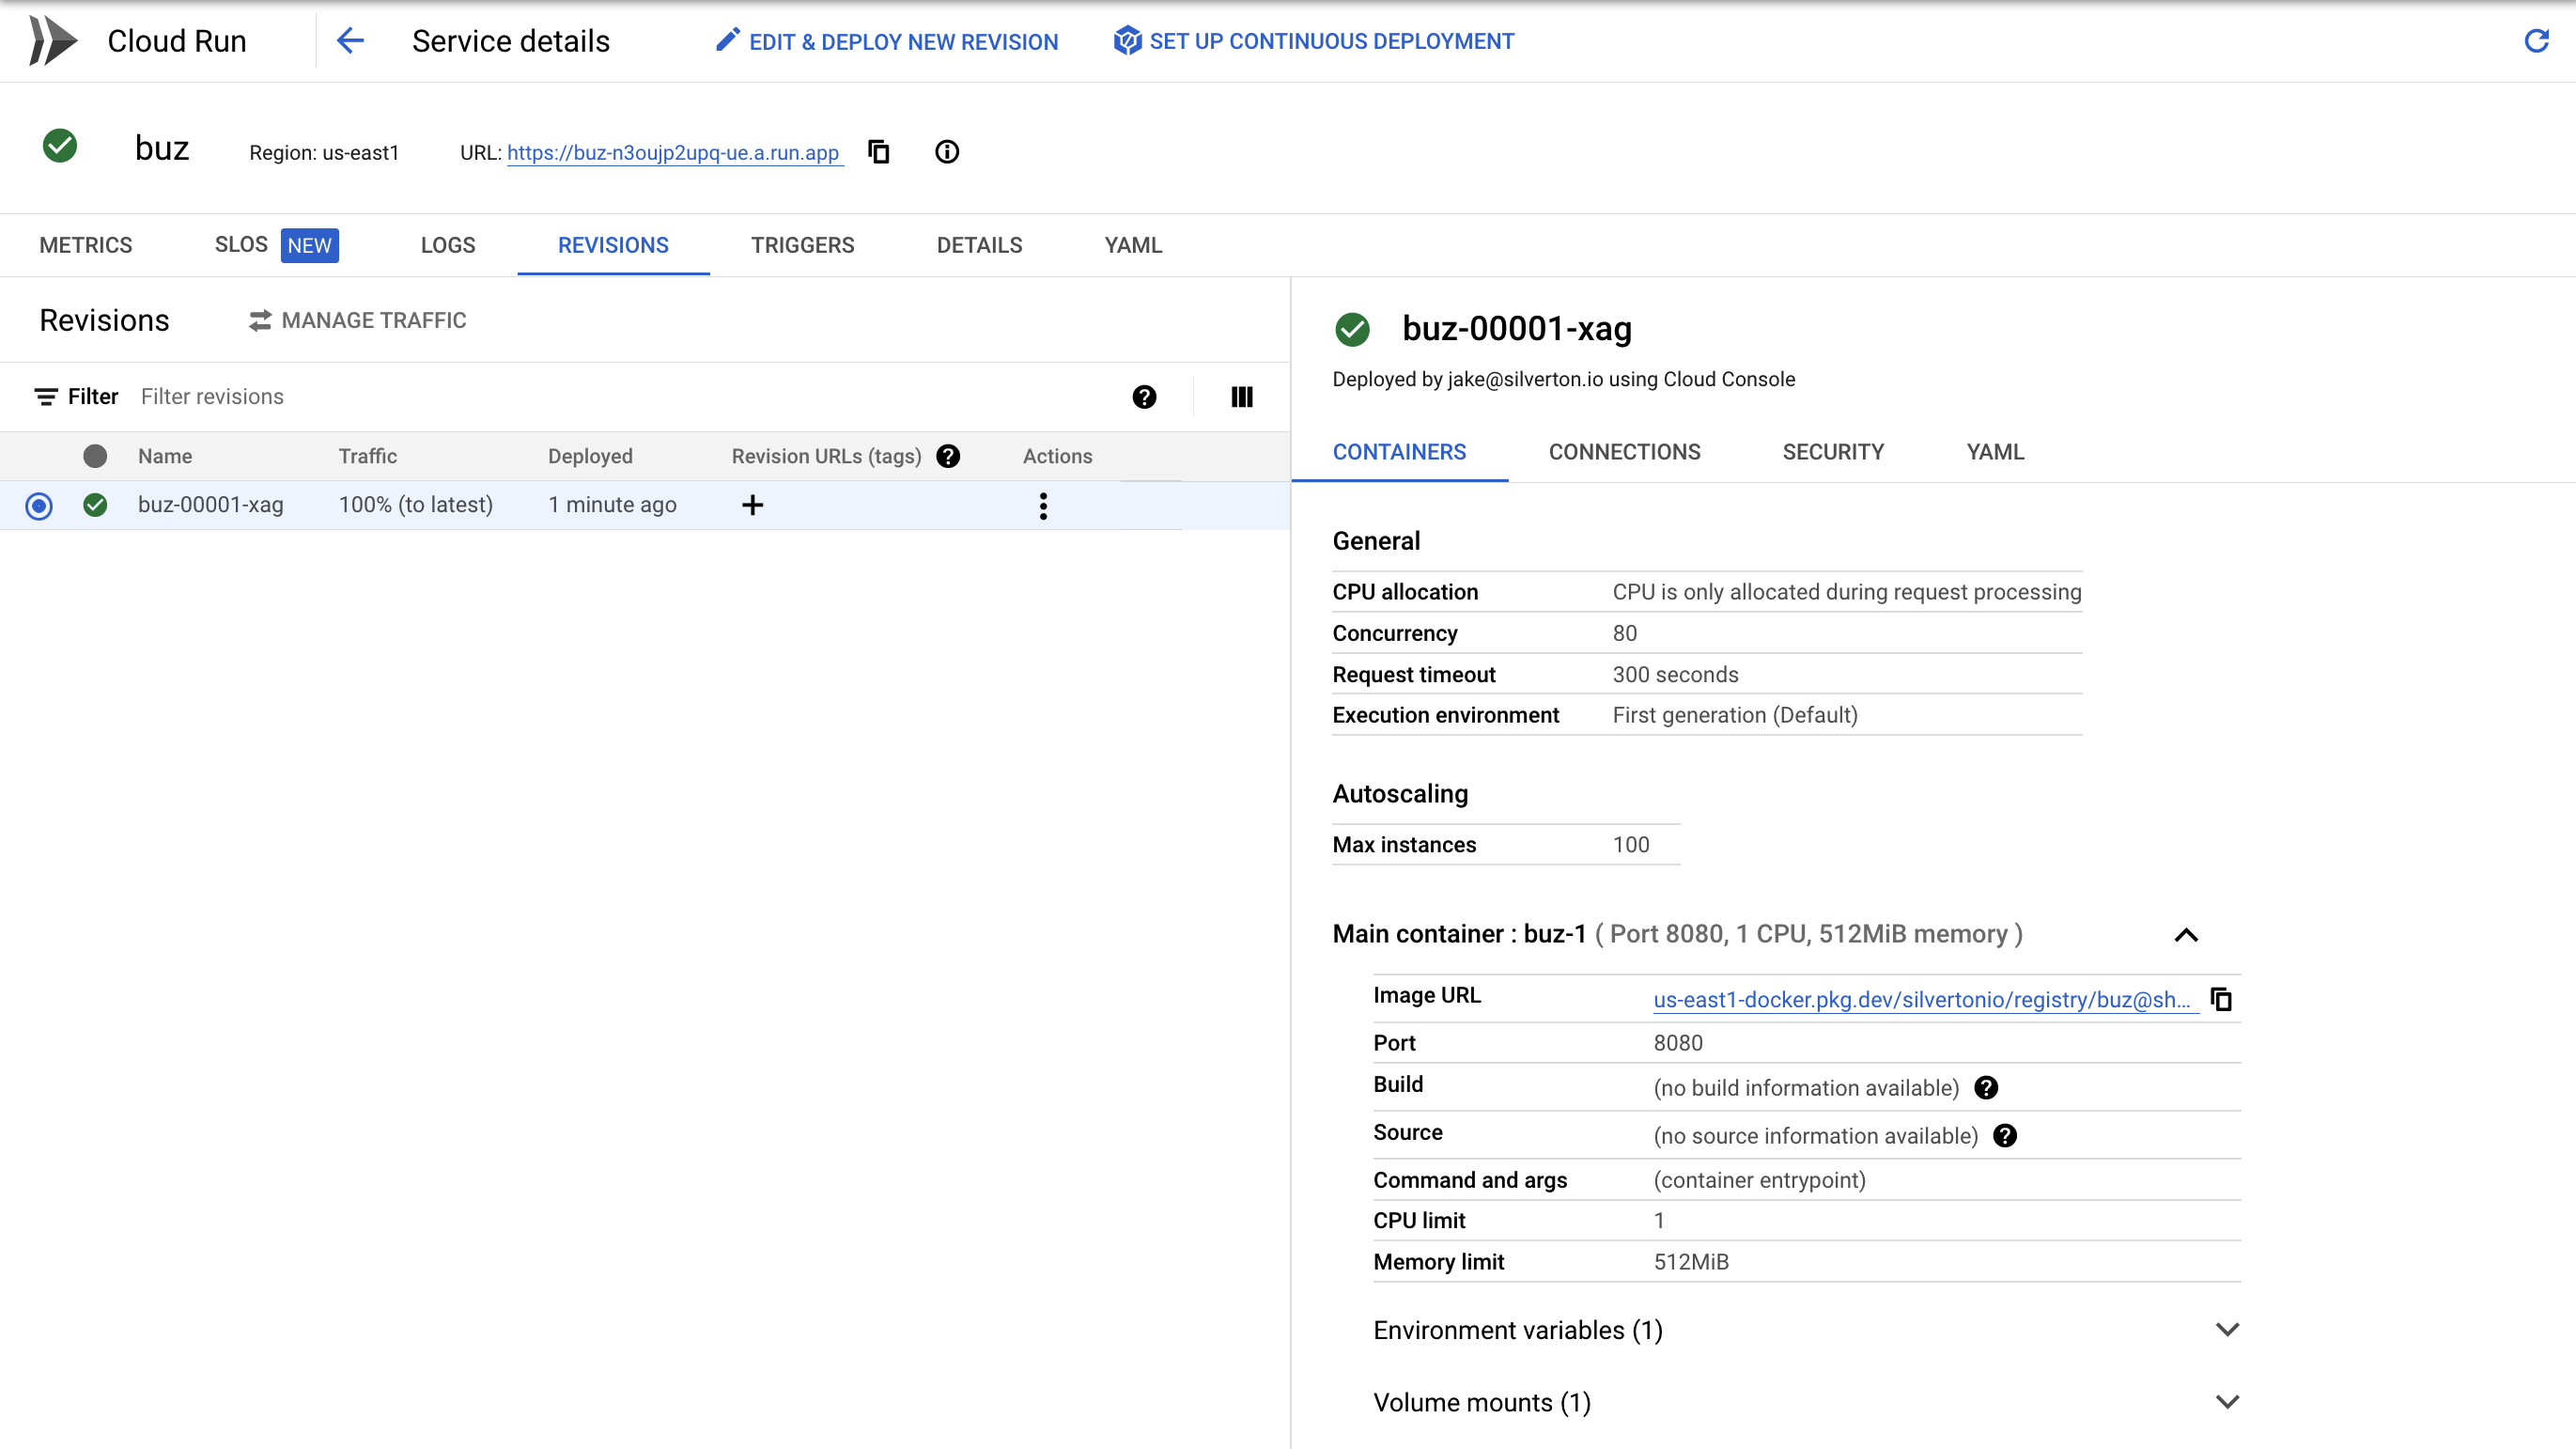 Cloud Run
Service details
EDIT & DEPLOY NEW REVISION
SET UP CONTINUOUS DEPLOYMENT
buz
Region: us-east1
URL: https://buz-n3oujp2upq-ue.a.run.app
METRICS
SLOS NEW
LOGS
REVISIONS
TRIGGERS
DETAILS
YAML
Revisions
MANAGE TRAFFIC
Filter Filter revisions
Name Traffic Deployed Revision URLs (tags) Actions
buz-00001-xag 100% (to latest) 1 minute ago
buz-00001-xag
Deployed by jake@silverton.io using Cloud Console
CONTAINERS CONNECTIONS SECURITY YAML
General
CPU allocation CPU is only allocated during request processing
Concurrency 80
Request timeout 300 seconds
Execution environment First generation (Default)
Autoscaling
Max instances 100
Main container : buz-1 ( Port 8080, 1 CPU, 512MiB memory )
Image URL us-east1-docker.pkg.dev/silvertonio/registry/buz@sh...
Port 8080
Build (no build information available)
Source (no source information available)
Command and args (container entrypoint)
CPU limit 1
Memory limit 512MiB
Environment variables (1)
Volume mounts (1)